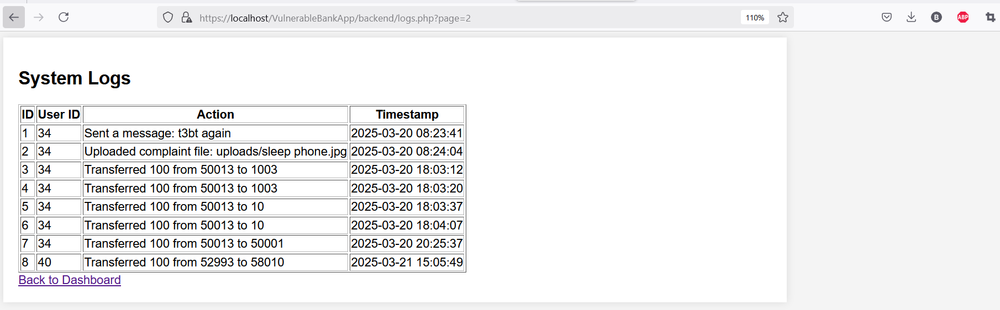 https://localhost/VulnerableBankApp/backend/logs.php?page=2 110% B ABP
System Logs
ID User ID Action Timestamp
1 34 Sent a message: t3bt again 2025-03-20 08:23:41
2 34 Uploaded complaint file: uploads/sleep phone.jpg 2025-03-20 08:24:04
3 34 Transferred 100 from 50013 to 1003 2025-03-20 18:03:12
4 34 Transferred 100 from 50013 to 1003 2025-03-20 18:03:20
5 34 Transferred 100 from 50013 to 10 2025-03-20 18:03:37
6 34 Transferred 100 from 50013 to 10 2025-03-20 18:04:07
7 34 Transferred 100 from 50013 to 50001 2025-03-20 20:25:37
8 40 Transferred 100 from 52993 to 58010 2025-03-21 15:05:49
Back to Dashboard